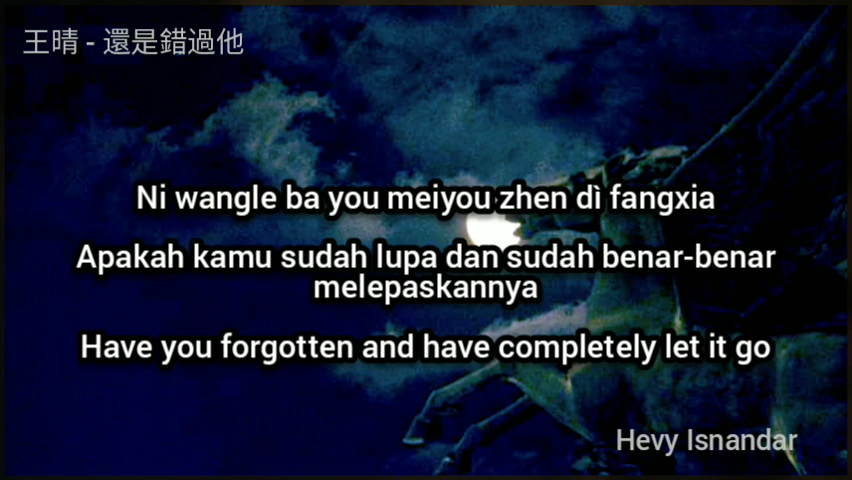 王晴 - 還是錯過他
Ni wangle ba you meiyou zhen dì fangxia
Apakah kamu sudah lupa dan sudah benar-benar
melepaskannya
Have you forgotten and have completely let it go
Hevy Isnandar